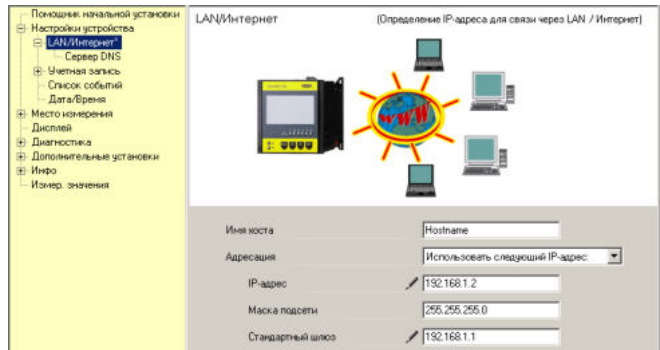 Помощник начальной установки
Настройки устройства
LAN/Интернет*
Сервер DNS
Учетная запись
Список событий
Дата/Время
Место измерения
Дисплей
Диагностика
Дополнительные установки
Инфо
Измер. значения
LAN/Интернет
(Определение IP-адреса для связи через LAN / Интернет)
www
Имя хоста
Hostname
Адресация
Использовать следующий IP-адрес:
IP-адрес
192.168.1.2
Маска подсети
255.255.255.0
Стандартный шлюз
192.168.1.1